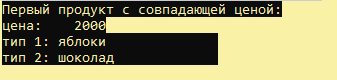 Первый продукт с совпадающей ценой:
цена:    2000
тип 1: яблоки
тип 2: шоколад